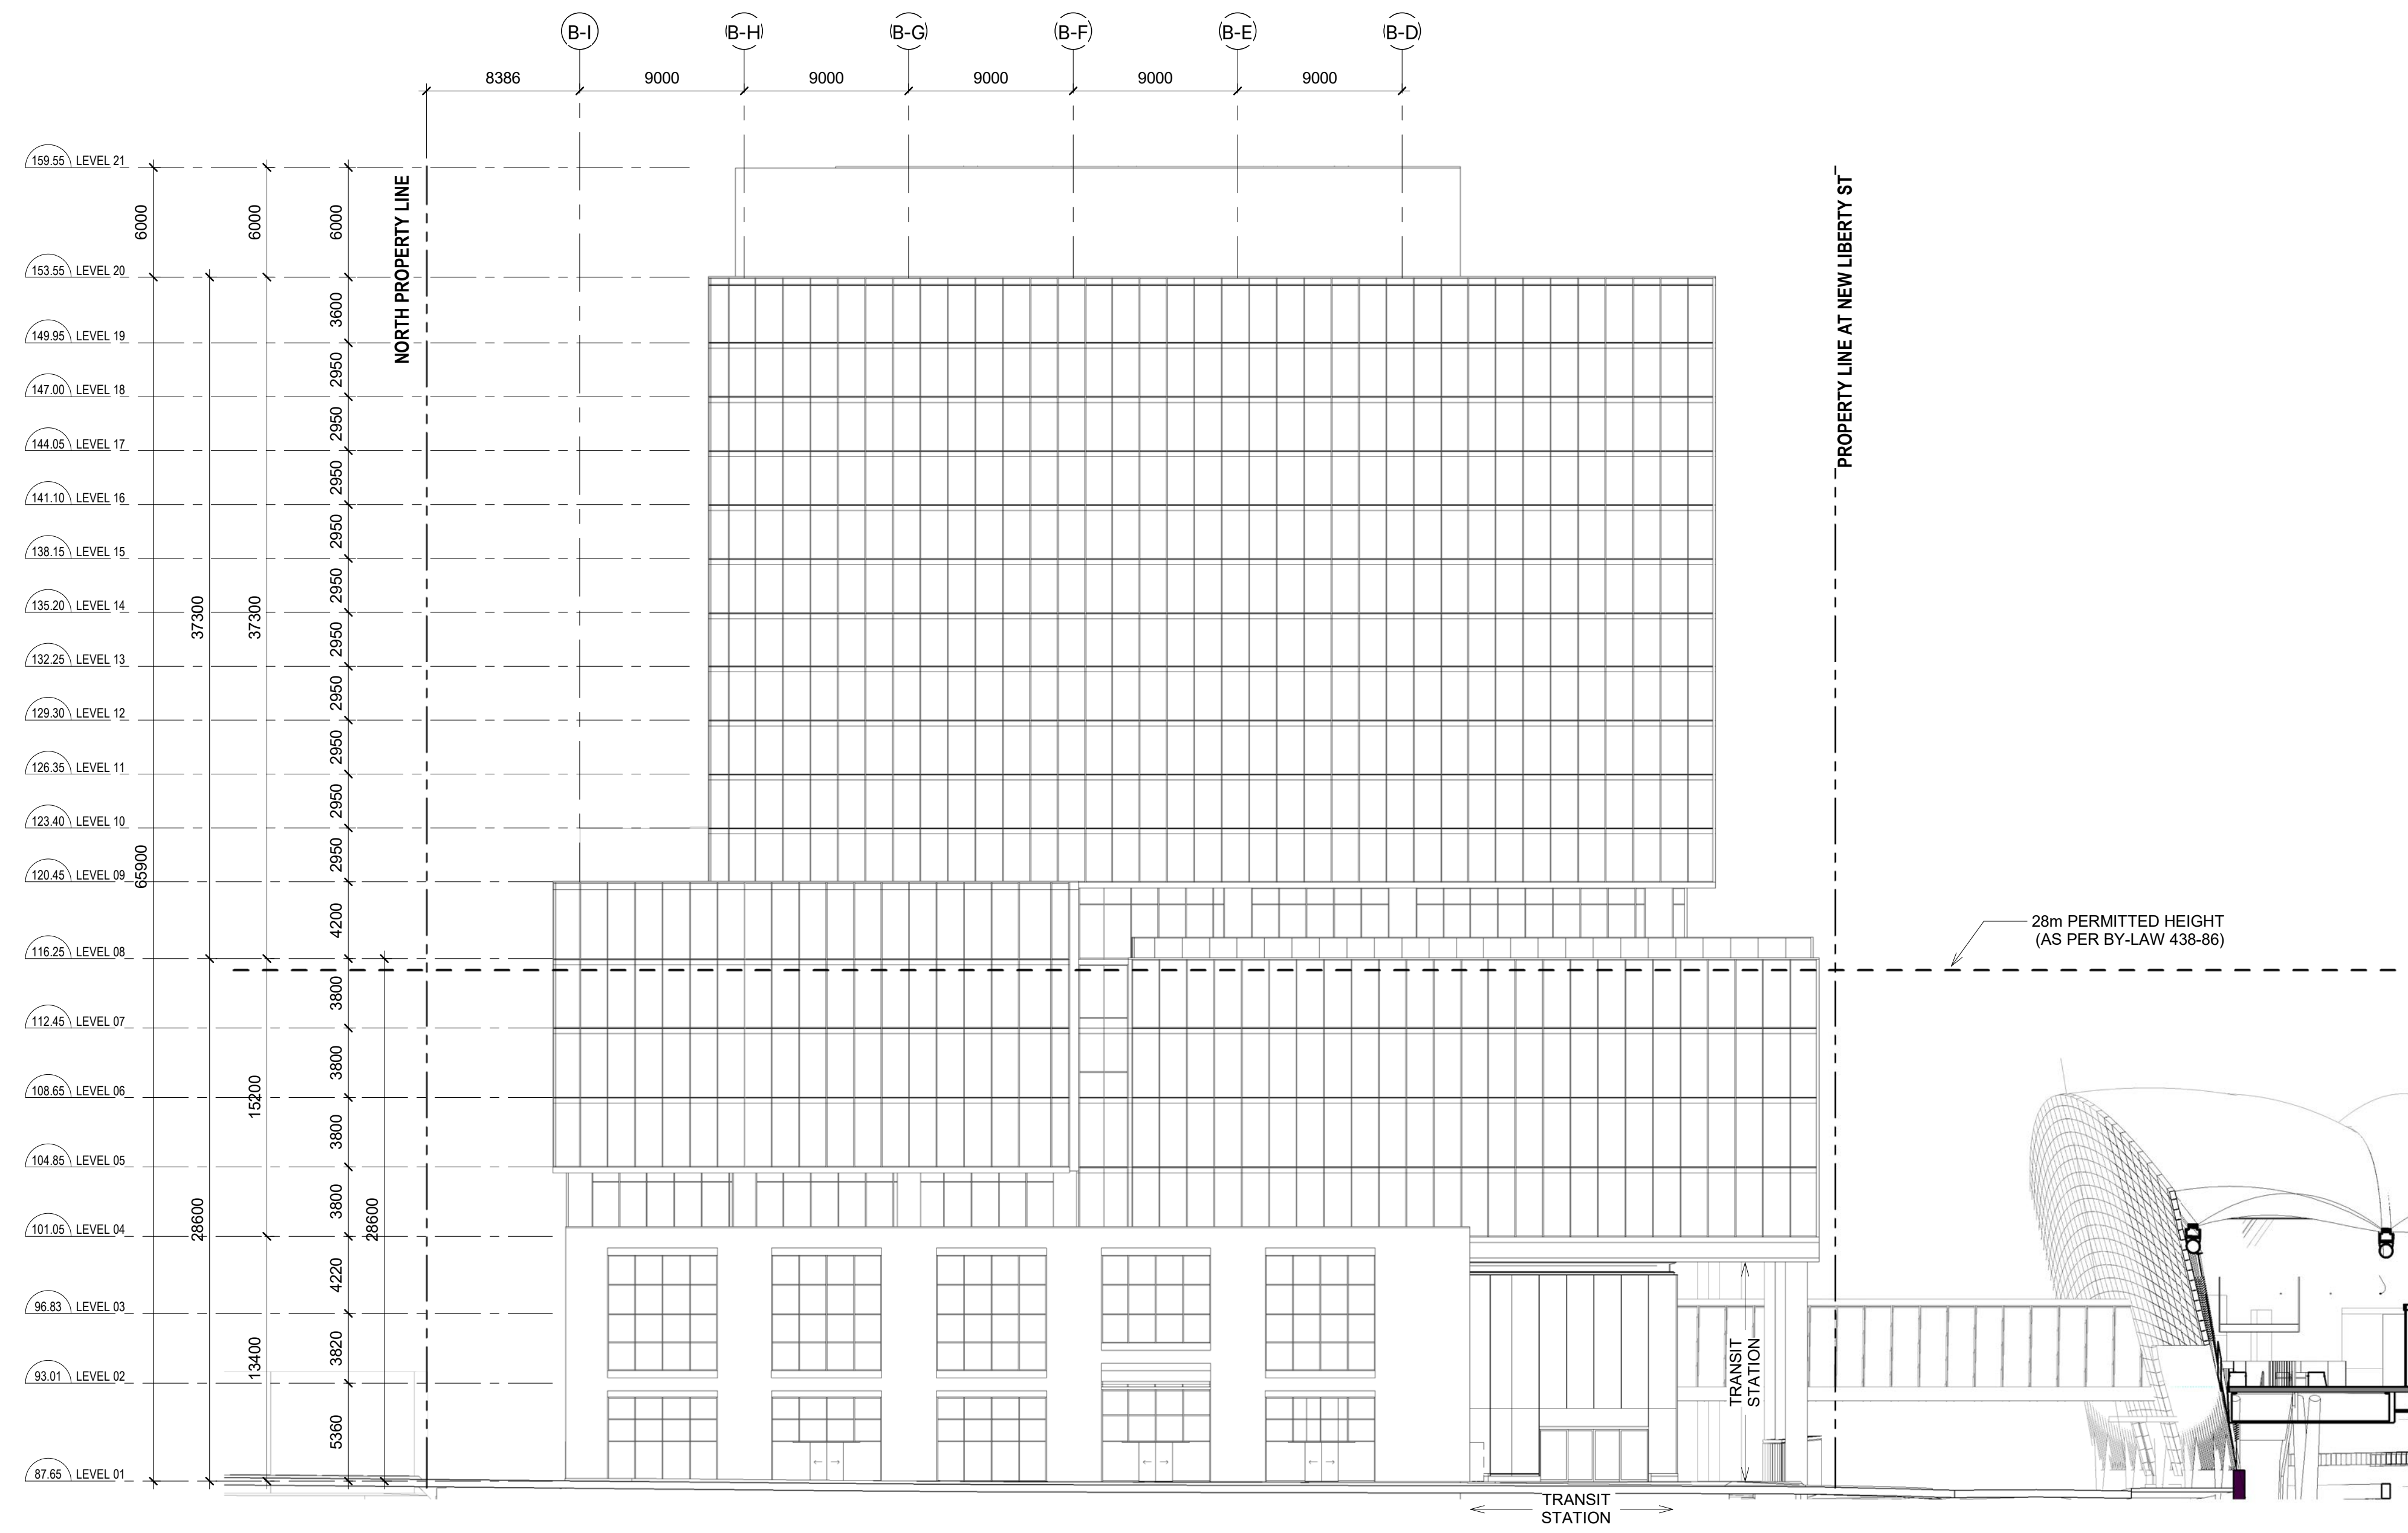 B-I
B-H
B-G
B-F
B-E
B-D
8386
9000
9000
9000
9000
9000
159.55 LEVEL 21
153.55 LEVEL 20
149.95 LEVEL 19
147.00 LEVEL 18
144.05 LEVEL 17
141.10 LEVEL 16
138.15 LEVEL 15
135.20 LEVEL 14
132.25 LEVEL 13
129.30 LEVEL 12
126.35 LEVEL 11
123.40 LEVEL 10
120.45 LEVEL 09
116.25 LEVEL 08
112.45 LEVEL 07
108.65 LEVEL 06
104.85 LEVEL 05
101.05 LEVEL 04
96.83 LEVEL 03
93.01 LEVEL 02
87.65 LEVEL 01
6000
65900
37300
28600
6000
37300
15200
13400
6000
3600
2950
2950
2950
2950
2950
2950
2950
2950
2950
2950
4200
3800
3800
3800
3800
4220
3820
5360
28600
NORTH PROPERTY LINE
PROPERTY LINE AT NEW LIBERTY ST
28m PERMITTED HEIGHT
(AS PER BY-LAW 438-86)
TRANSIT
STATION
TRANSIT
STATION